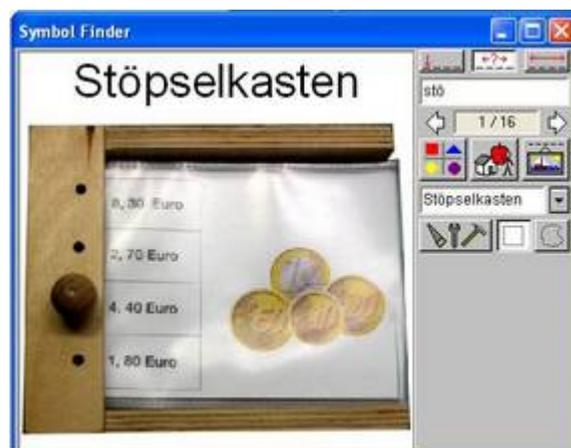 Symbol Finder
Stöpselkasten
←?→
stö
1 / 16
Stöpselkasten
8, 30 Euro
2, 70 Euro
4. 40 Euro
1, 80 Euro